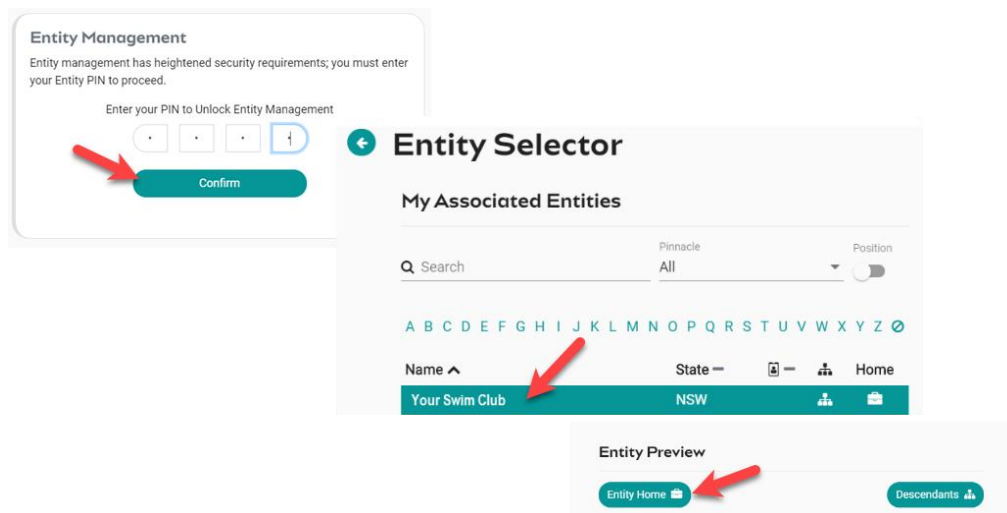 Entity Management
Entity management has heightened security requirements; you must enter
your Entity PIN to proceed.
Enter your PIN to Unlock Entity Management
Confirm
Entity Selector
My Associated Entities
Search
Pinnacle
All
Position
A B C D E F G H I J K L M N O P Q R S T U V W X Y Z
Name State Home
Your Swim Club NSW
Entity Preview
Entity Home Descendants